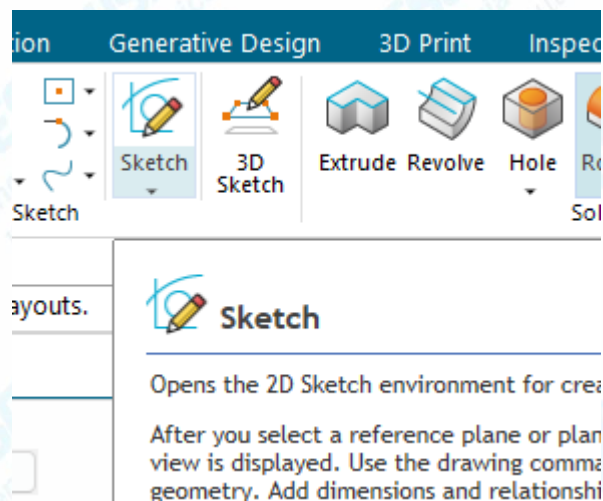 Generative Design 3D Print
Sketch 3D Sketch Extrude Revolve Hole
Sketch
ayouts.
Sketch
Opens the 2D Sketch environment for crea
After you select a reference plane or plan
view is displayed. Use the drawing comma
geometry. Add dimensions and relationshi